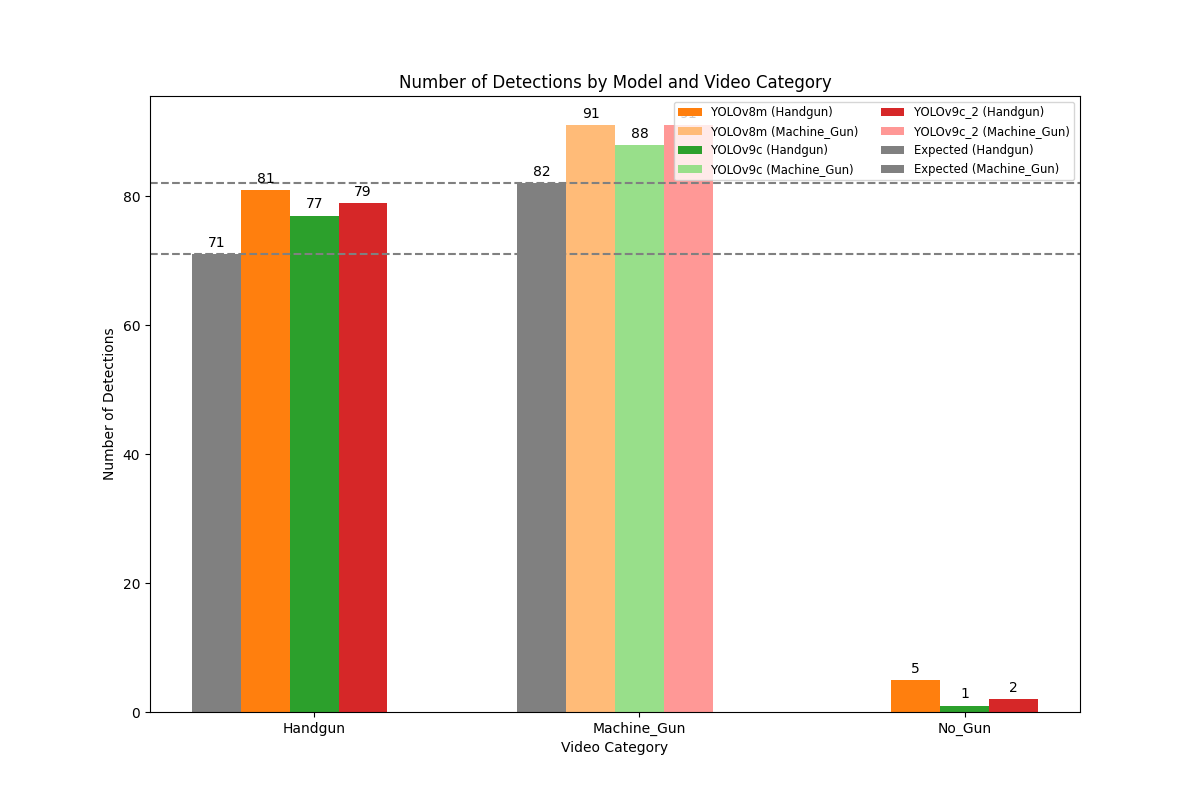 Number of Detections by Model and Video Category
YOLOv8m (Handgun)
YOLOv8m (Machine_Gun)
YOLOv9c (Handgun)
YOLOv9c (Machine_Gun)
YOLOv9c_2 (Handgun)
YOLOv9c_2 (Machine_Gun)
Expected (Handgun)
Expected (Machine_Gun)
Number of Detections
80
60
40
20
0
71
81
77
79
82
91
88
91
5
1
2
Handgun
Machine_Gun
No_Gun
Video Category